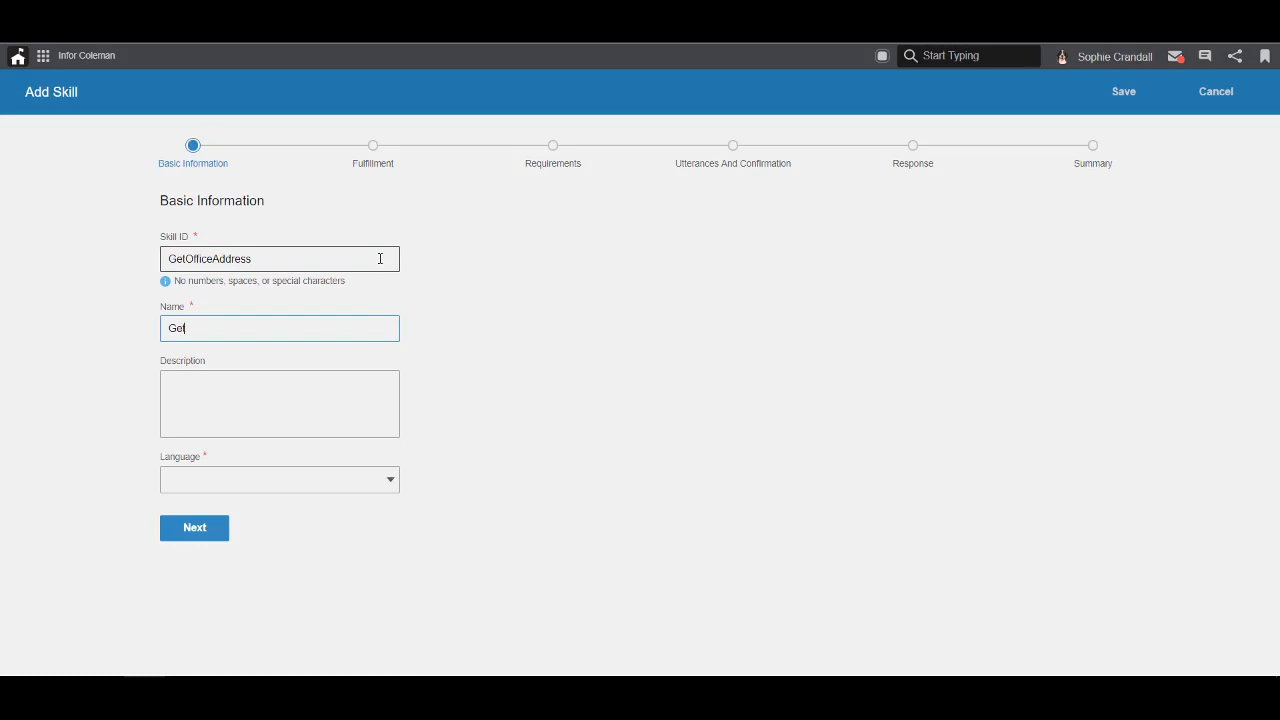 Infor Coleman
Start Typing
Sophie Crandall
Add Skill
Save
Cancel
Basic Information
Fulfillment
Requirements
Utterances And Confirmation
Response
Summary
Basic Information
Skill ID *
GetOfficeAddress
No numbers, spaces, or special characters
Name *
Get
Description
Language *
Next